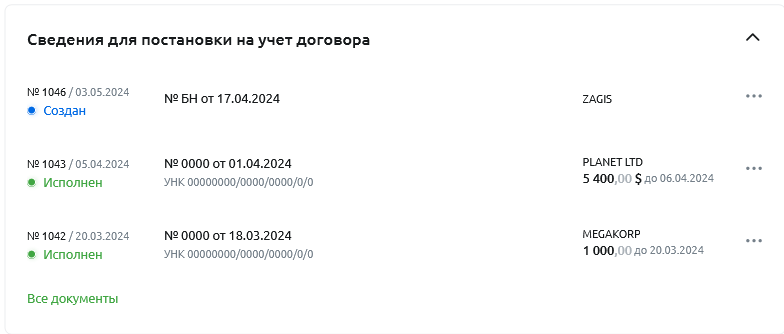 Сведения для постановки на учет договора
№ 1046 / 03.05.2024
Создан
№ БН от 17.04.2024
ZAGIS
№ 1043 / 05.04.2024
Исполнен
№ 0000 от 01.04.2024
УНК 00000000/0000/0000/0/0
PLANET LTD
5 400,00 $ до 06.04.2024
№ 1042 / 20.03.2024
Исполнен
№ 0000 от 18.03.2024
УНК 00000000/0000/0000/0/0
MEGAKORP
1 000,00 до 20.03.2024
Все документы